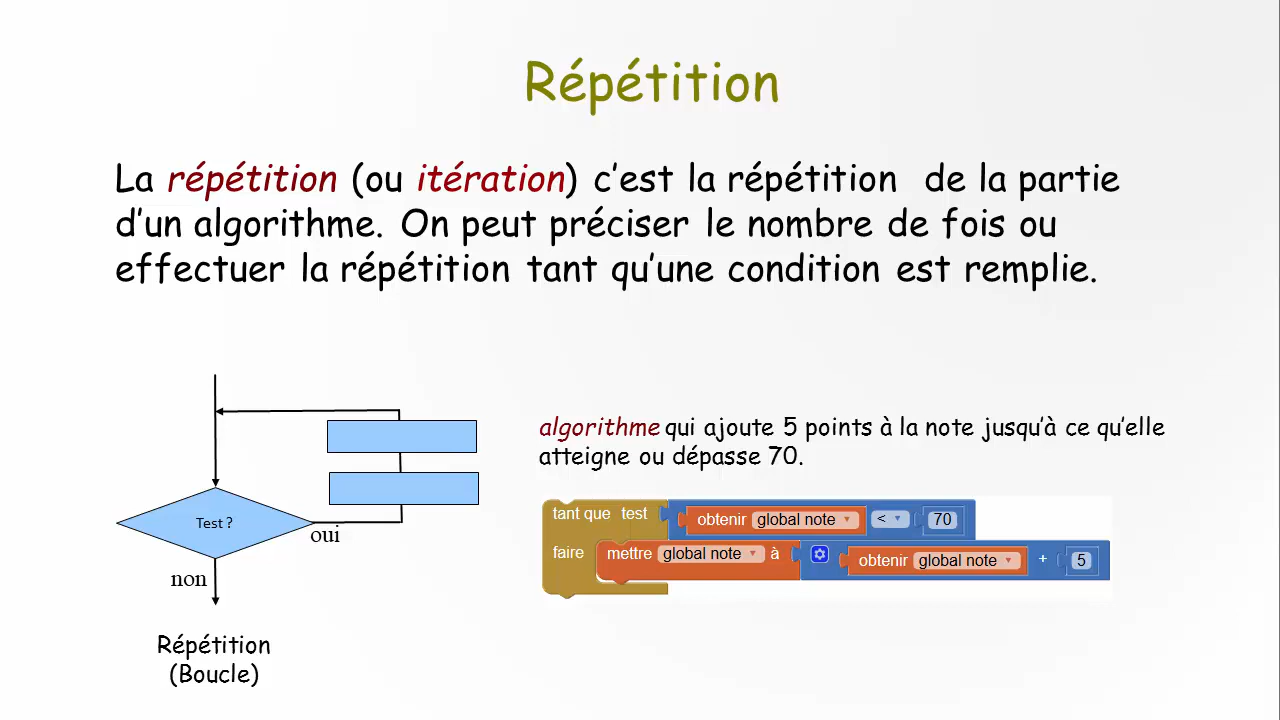 Répétition
La répétition (ou itération) c’est la répétition de la partie
d’un algorithme. On peut préciser le nombre de fois ou
effectuer la répétition tant qu’une condition est remplie.
algorithme qui ajoute 5 points à la note jusqu’à ce qu’elle
atteigne ou dépasse 70.
Test ?
oui
non
Répétition
(Boucle)
tant que test obtenir global note < 70
faire mettre global note à obtenir global note + 5